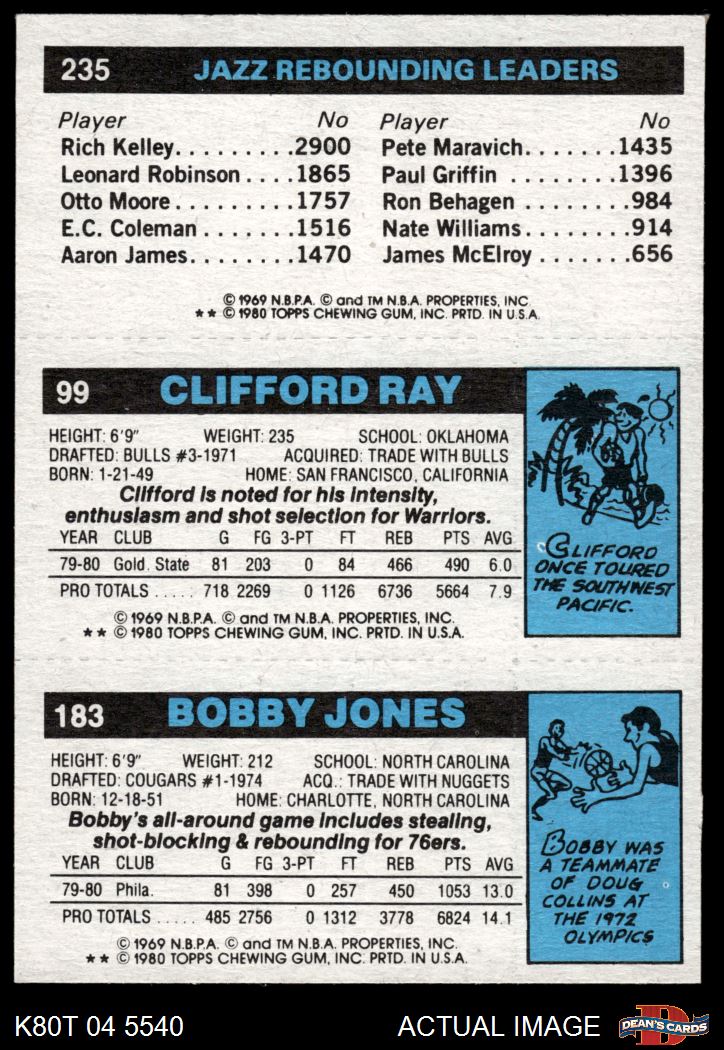 235 JAZZ REBOUNDING LEADERS
Player No Player No
Rich Kelley.........2900 Pete Maravich.......1435
Leonard Robinson....1865 Paul Griffin .......1396
Otto Moore.........1757 Ron Behagen .......984
E.C. Coleman.......1516 Nate Williams.......914
Aaron James........1470 James McElroy .......656
© 1969 N.B.P.A. © and TM N.B.A. PROPERTIES, INC.
** © 1980 TOPPS CHEWING GUM, INC. PRTD. IN U.S.A.
99 CLIFFORD RAY
HEIGHT: 6'9" WEIGHT: 235 SCHOOL: OKLAHOMA
DRAFTED: BULLS #3-1971 ACQUIRED: TRADE WITH BULLS
BORN: 1-21-49 HOME: SAN FRANCISCO, CALIFORNIA
Clifford is noted for his intensity,
enthusiasm and shot selection for Warriors.
YEAR CLUB G FG 3-PT FT REB PTS AVG
79-80 Gold. State 81 203 0 84 466 490 6.0
PRO TOTALS ..... 718 2269 0 1126 6736 5664 7.9
© 1969 N.B.P.A. © and TM N.B.A. PROPERTIES, INC.
** © 1980 TOPPS CHEWING GUM, INC. PRTD. IN U.S.A.
CLIFFORD
ONCE TOURED
THE SOUTHWEST
PACIFIC.
183 BOBBY JONES
HEIGHT: 6'9" WEIGHT: 212 SCHOOL: NORTH CAROLINA
DRAFTED: COUGARS #1-1974 ACQ.: TRADE WITH NUGGETS
BORN: 12-18-51 HOME: CHARLOTTE, NORTH CAROLINA
Bobby's all-around game includes stealing,
shot-blocking & rebounding for 76ers.
YEAR CLUB G FG 3-PT FT REB PTS AVG
79-80 Phila. 81 398 0 257 450 1053 13.0
PRO TOTALS ..... 485 2756 0 1312 3778 6824 14.1
© 1969 N.B.P.A. © and TM N.B.A. PROPERTIES, INC.
** © 1980 TOPPS CHEWING GUM, INC. PRTD. IN U.S.A.
BOBBY WAS
A TEAMMATE
OF DOUG
COLLINS AT
THE 1972
OLYMPICS
K80T 04 5540 ACTUAL IMAGE D DEAN'S CARDS